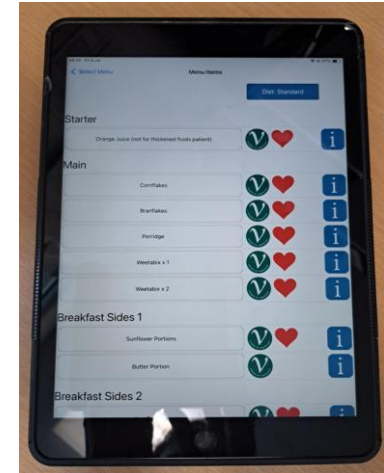 Select Menu
Menu Items
Diet: Standard
Starter
Orange Juice (not for thickened fluids patient)
V
i
Main
Cornflakes
V
i
Branflakes
V
i
Porridge
V
i
Weetabix x 1
V
i
Weetabix x 2
V
i
Breakfast Sides 1
Sunflower Portions
V
i
Butter Portion
V
i
Breakfast Sides 2